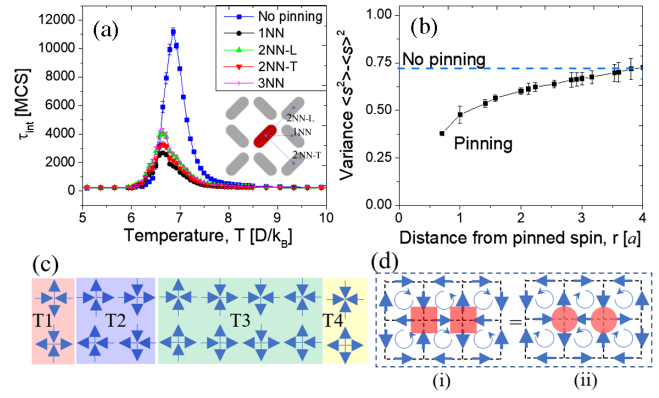 (a)
No pinning
1NN
2NN-L
2NN-T
3NN
2NN-L
1NN
2NN-T
τint [MCS]
12000
10000
8000
6000
4000
2000
0
5 6 7 8 9 10
Temperature, T [D/kB]
(b)
No pinning
Pinning
Variance <s²>-<s>²
1.00
0.75
0.50
0.25
0.00
0 1 2 3 4
Distance from pinned spin, r [a]
(c)
T1 T2 T3 T4
(d)
=
(i) (ii)